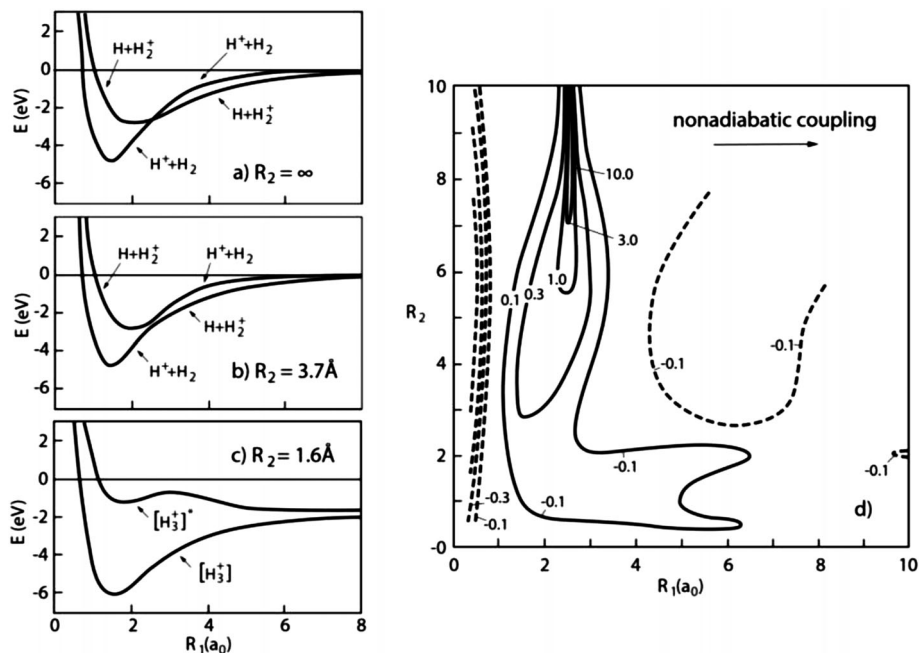 2
0
-2
-4
-6
E (eV)
H+H₂⁺
H⁺+H₂
H+H₂⁺
H⁺+H₂
a) R₂ = ∞
2
0
-2
-4
-6
E (eV)
H+H₂⁺
H⁺+H₂
H+H₂⁺
H⁺+H₂
b) R₂ = 3.7Å
c) R₂ = 1.6Å
2
0
-2
-4
-6
E (eV)
[H₃⁺]*
[H₃⁺]
0 2 4 6 8
R₁(a₀)
10
8
6
4
2
-0
R₂
nonadiabatic coupling
10.0
3.0
1.0
0.3
0.1
-0.1
-0.1
-0.1
-0.1
-0.3
-0.1
-0.1
d)
0 2 4 6 8 10
R₁(a₀)